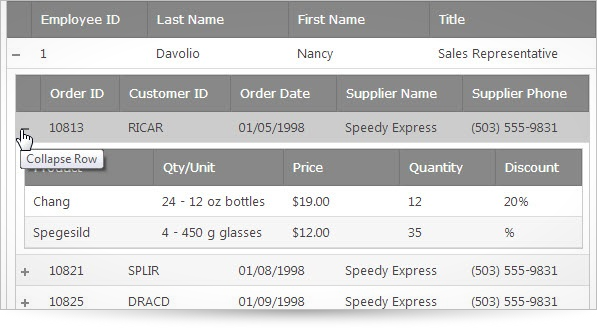 Employee ID Last Name First Name Title
1 Davolio Nancy Sales Representative
Order ID Customer ID Order Date Supplier Name Supplier Phone
10813 RICAR 01/05/1998 Speedy Express (503) 555-9831
Collapse Row
Qty/Unit Price Quantity Discount
Chang 24 - 12 oz bottles $19.00 12 20%
Spegesild 4 - 450 g glasses $12.00 35 %
10821 SPLIR 01/08/1998 Speedy Express (503) 555-9831
10825 DRACD 01/09/1998 Speedy Express (503) 555-9831